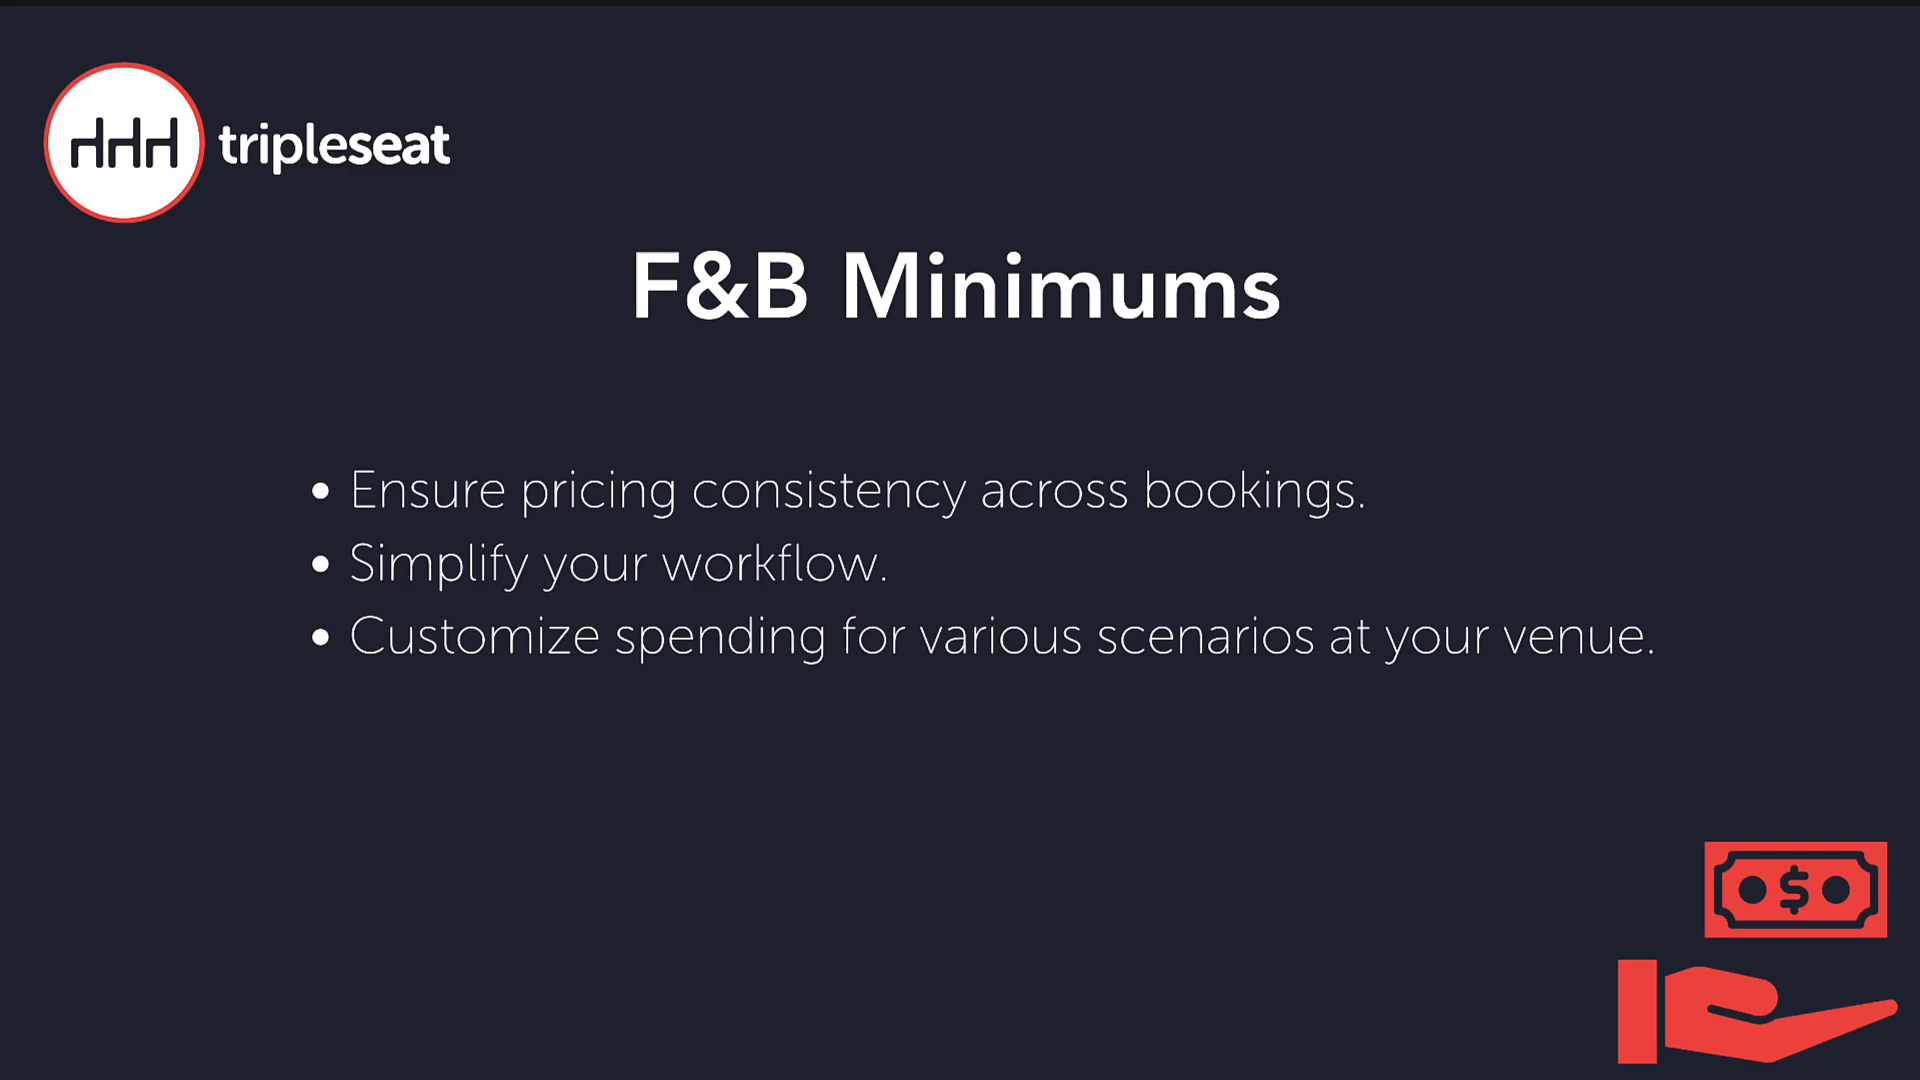 tripleseat
F&B Minimums
• Ensure pricing consistency across bookings.
• Simplify your workflow.
• Customize spending for various scenarios at your venue.
$